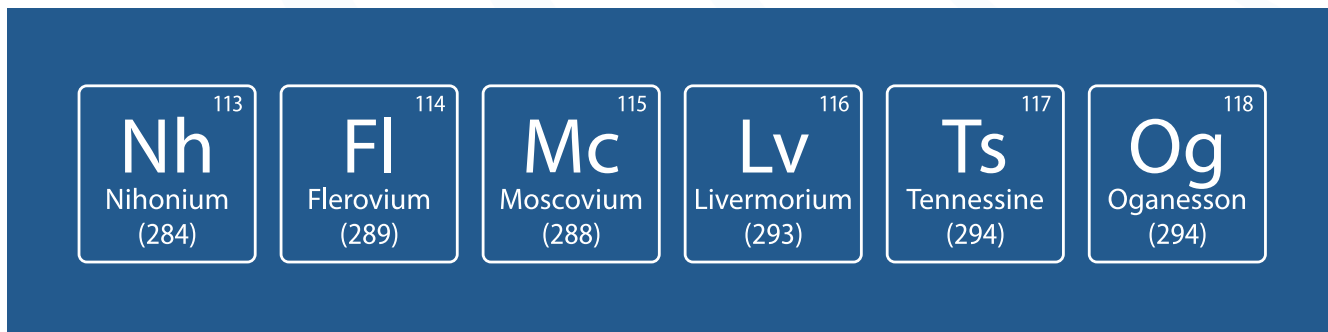 113
Nh
Nihonium
(284)
114
Fl
Flerovium
(289)
115
Mc
Moscovium
(288)
116
Lv
Livermorium
(293)
117
Ts
Tennessine
(294)
118
Og
Oganesson
(294)